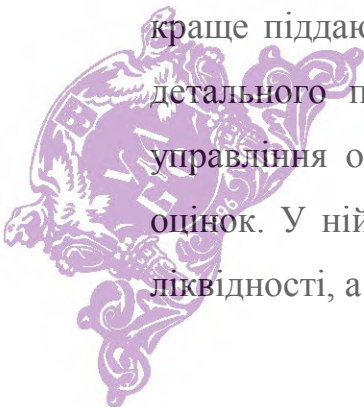 краще піддаю
детального п
управління о
оцінок. У ній
ліквідності, а